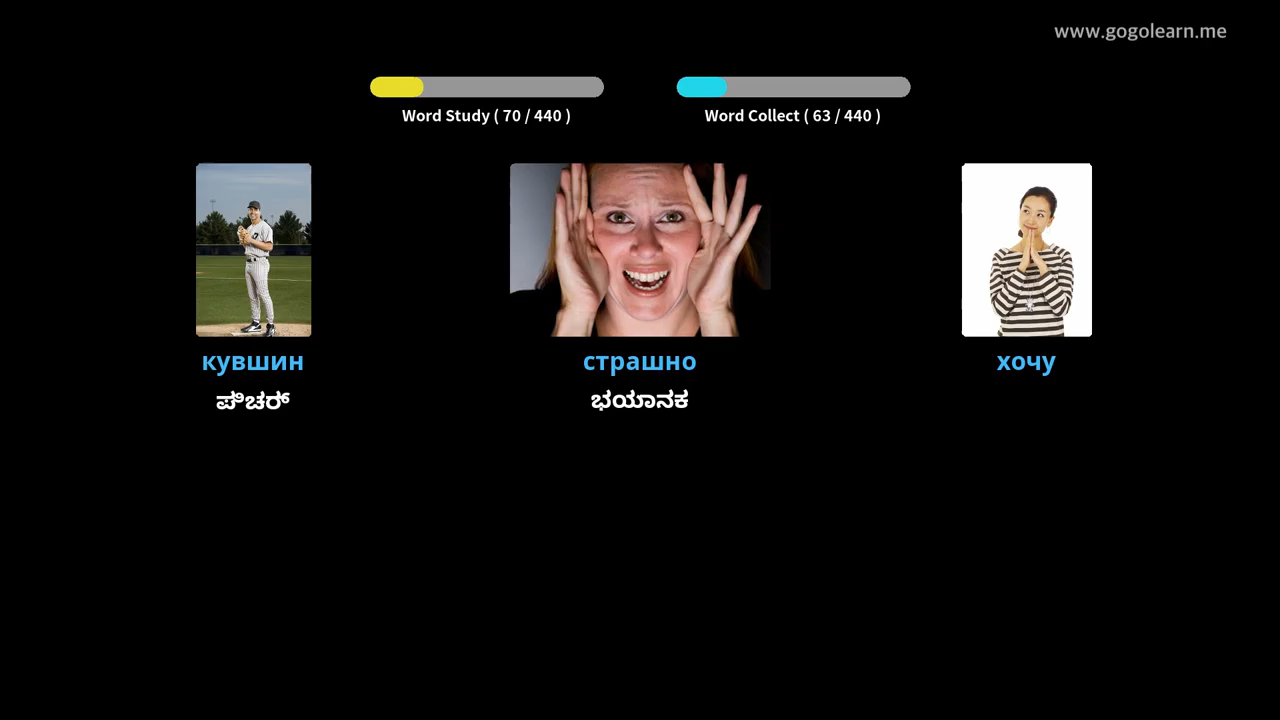 www.gogolearn.me
Word Study ( 70 / 440 )
Word Collect ( 63 / 440 )
кувшин
страшно
хочу
ಪಿಚರ್
ಭಯಾನಕ